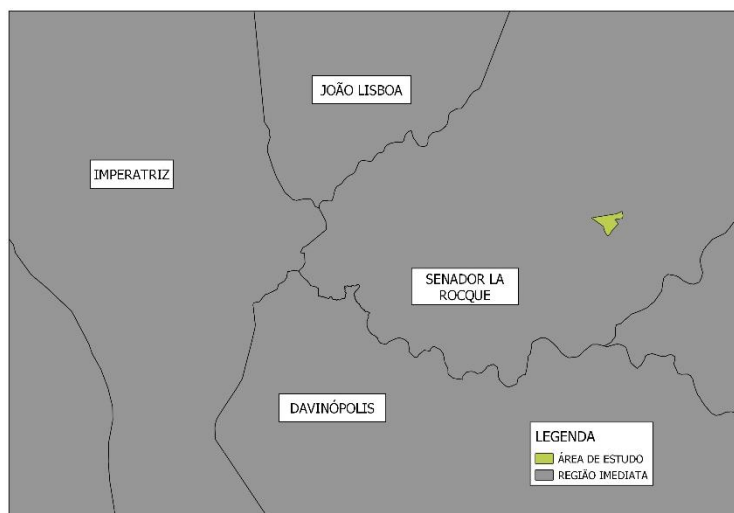 JOÃO LISBOA
IMPERATRIZ
SENADOR LA
ROCQUE
DAVINÓPOLIS
LEGENDA
ÁREA DE ESTUDO
REGIÃO IMEDIATA